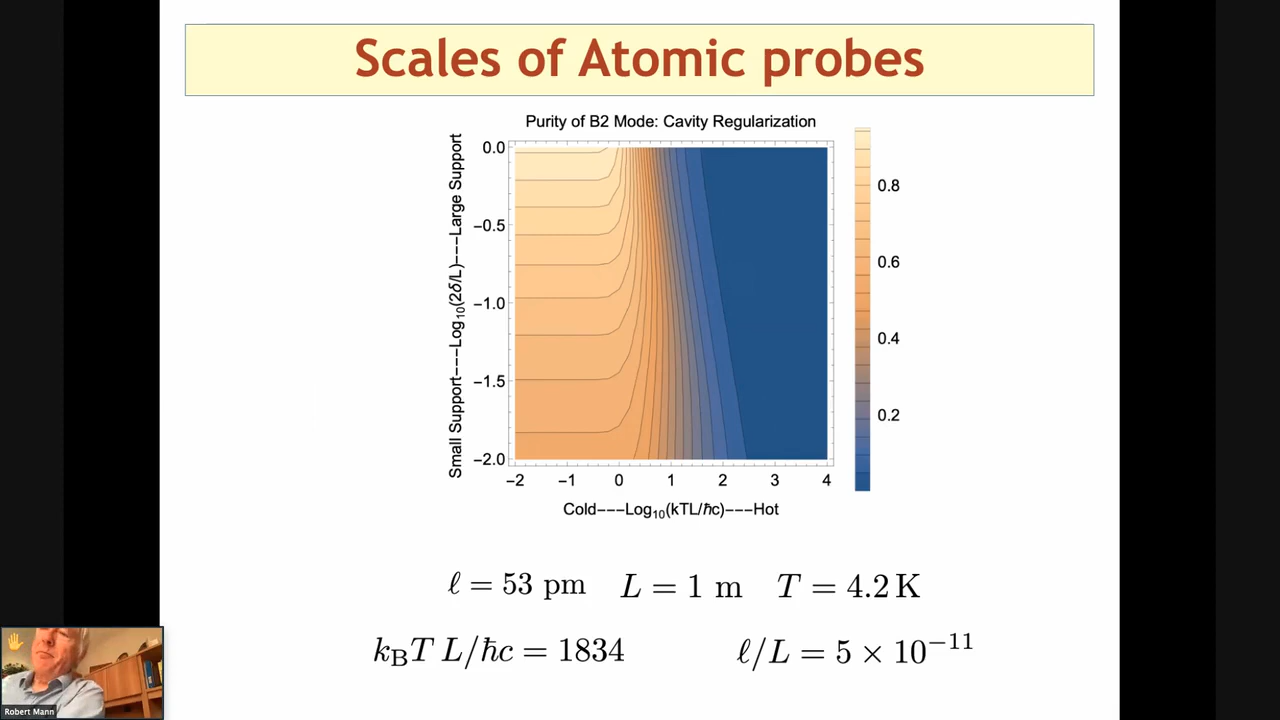 Scales of Atomic probes
Purity of B2 Mode: Cavity Regularization
Small Support---Log₁₀(2δ/L)---Large Support
0.0
−0.5
−1.0
−1.5
−2.0
−2 −1 0 1 2 3 4
Cold---Log₁₀(kTL/ħc)---Hot
0.8
0.6
0.4
0.2
ℓ = 53 pm L = 1 m T = 4.2 K
k_B T L/ħc = 1834 ℓ/L = 5 × 10⁻¹¹
Robert Mann